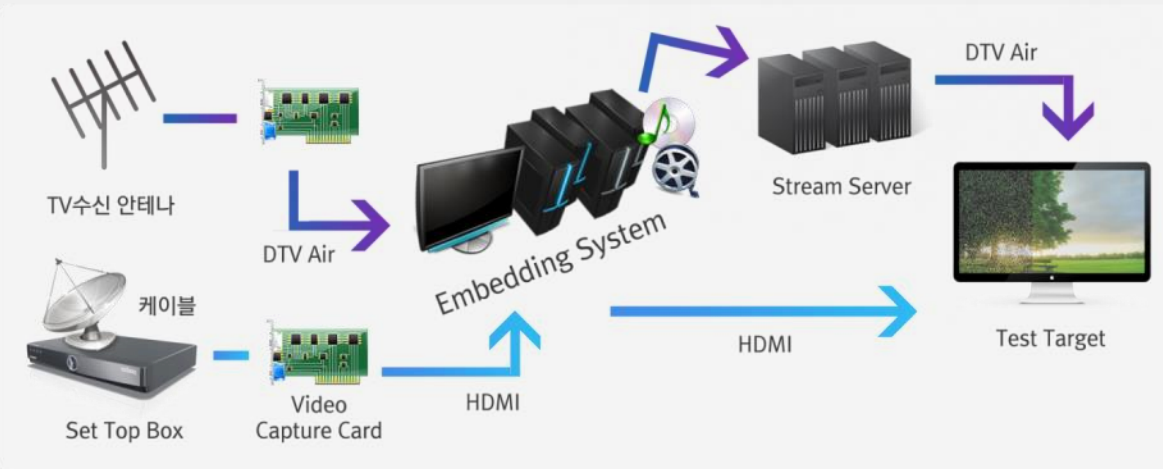 DTV Air
TV수신 안테나
Stream Server
DTV Air
Embedding System
케이블
HDMI
Test Target
Video
Capture Card
HDMI
Set Top Box